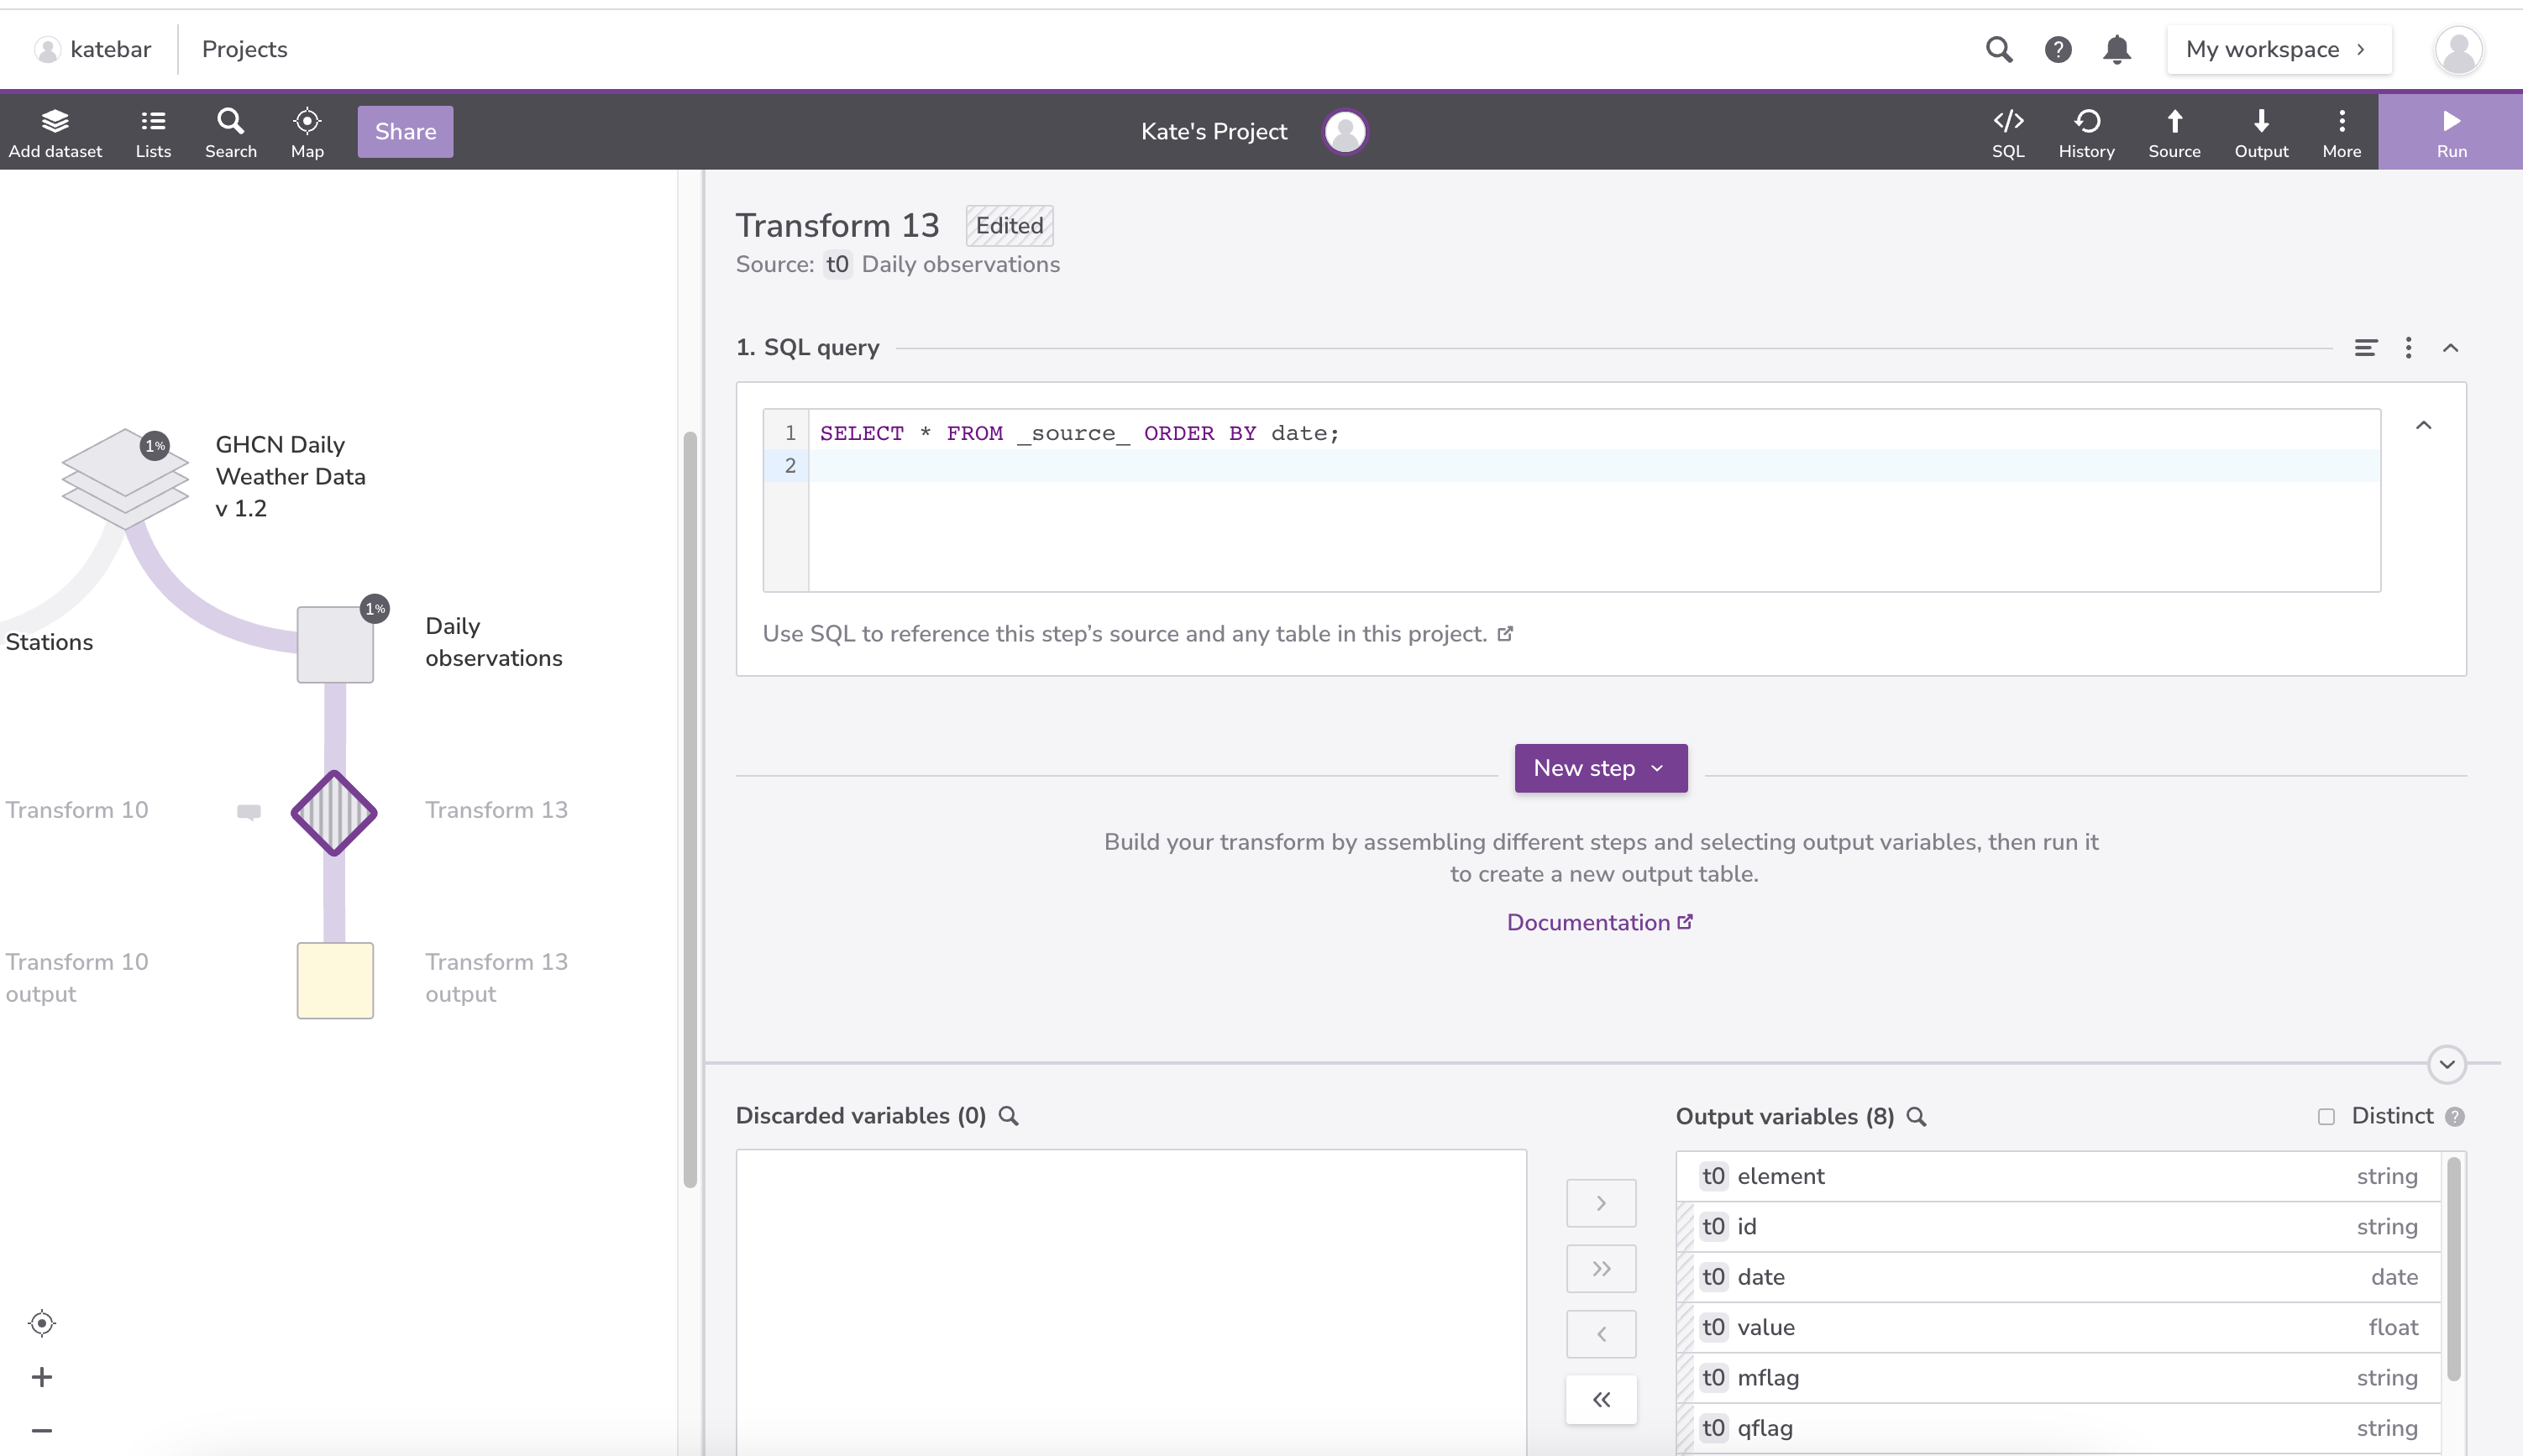 katebar
Projects
My workspace
Add dataset
Lists
Search
Map
Share
Kate's Project
SQL
History
Source
Output
More
Run
1%
GHCN Daily
Weather Data
v 1.2
Stations
1%
Daily
observations
Transform 10
Transform 13
Transform 10
output
Transform 13
output
Transform 13
Edited
Source: t0 Daily observations
1. SQL query
1 SELECT * FROM _source_ ORDER BY date;
2
Use SQL to reference this step’s source and any table in this project.
New step
Build your transform by assembling different steps and selecting output variables, then run it
to create a new output table.
Documentation
Discarded variables (0)
Output variables (8)
Distinct ?
t0 element string
t0 id string
t0 date date
t0 value float
t0 mflag string
t0 qflag string